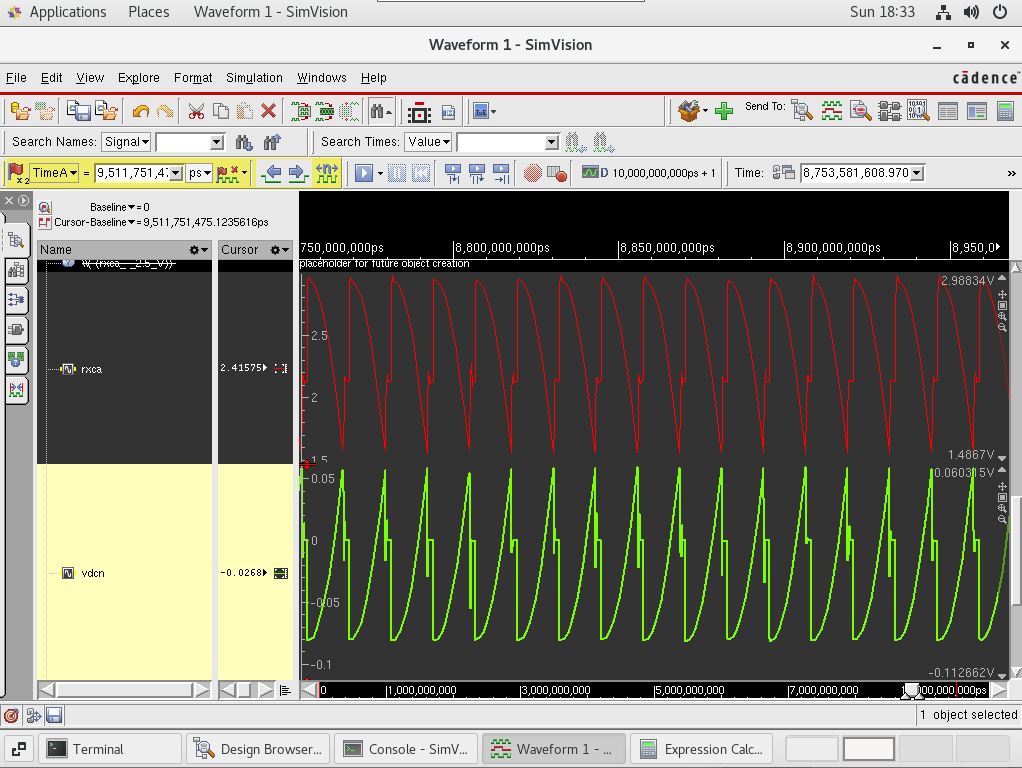 Applications Places Waveform 1 - SimVision Sun 18:33
Waveform 1 - SimVision
File Edit View Explore Format Simulation Windows Help cādence
Send To:
Search Names: Signal Search Times: Value
TimeA = 9,511,751,4 ps 10,000,000,000ps + 1 Time: 8,753,581,608.970 »
Baseline = 0
Cursor-Baseline = 9,511,751,475.1235616ps
Name Cursor 750,000,000ps 8,800,000,000ps 8,850,000,000ps 8,900,000,000ps 8,950,0
placeholder for future object creation
2.98834V
2.5
rxca 2.41575
2
1.4867V
1.5
0.060315V
0.05
0
vdcn -0.0268
-0.05
-0.1
-0.112662V
0 1,000,000,000 3,000,000,000 5,000,000,000 7,000,000,000
1 object selected
Terminal Design Browser... Console - SimV... Waveform 1 - ... Expression Calc...